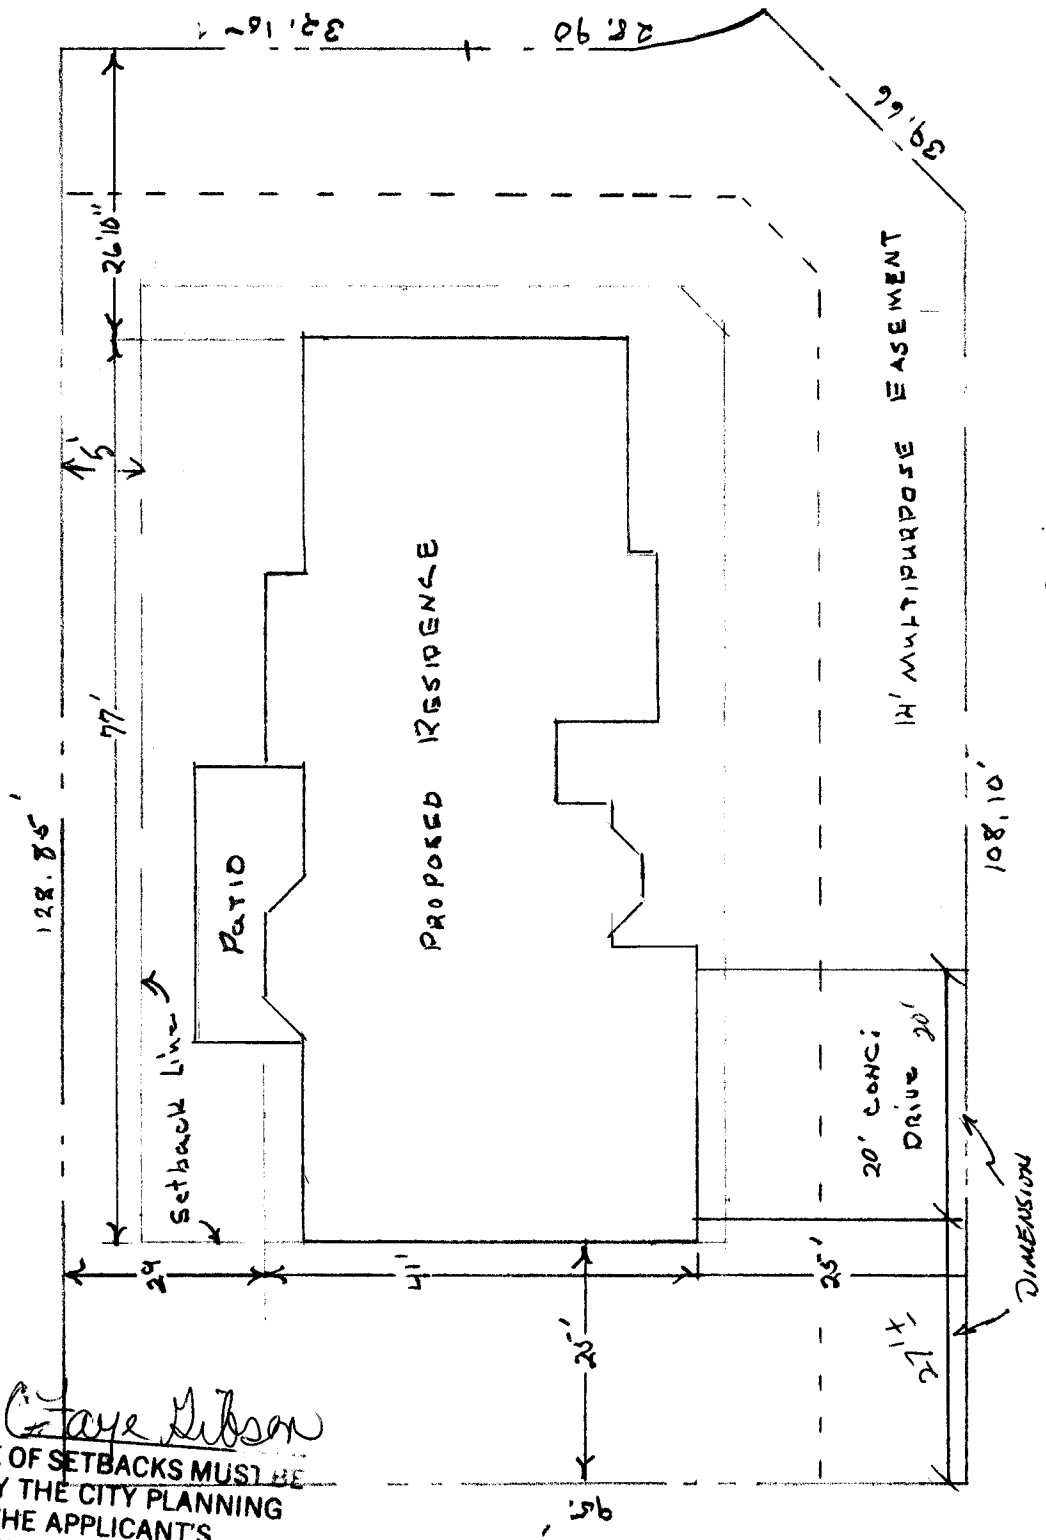 32.15
28.90
39.66
26'10"
5'
77'
128.85'
14' MULTIPURPOSE EASEMENT
PROPOSED RESIDENCE
Patio
Setback Line
108.10'
20' CONC.
DRIVE 20'
DIMENSION
29
41'
25'
25'
27'±
95'
C. Faye Gibson
OF SETBACKS MUST BE
Y THE CITY PLANNING
THE APPLICANT'S